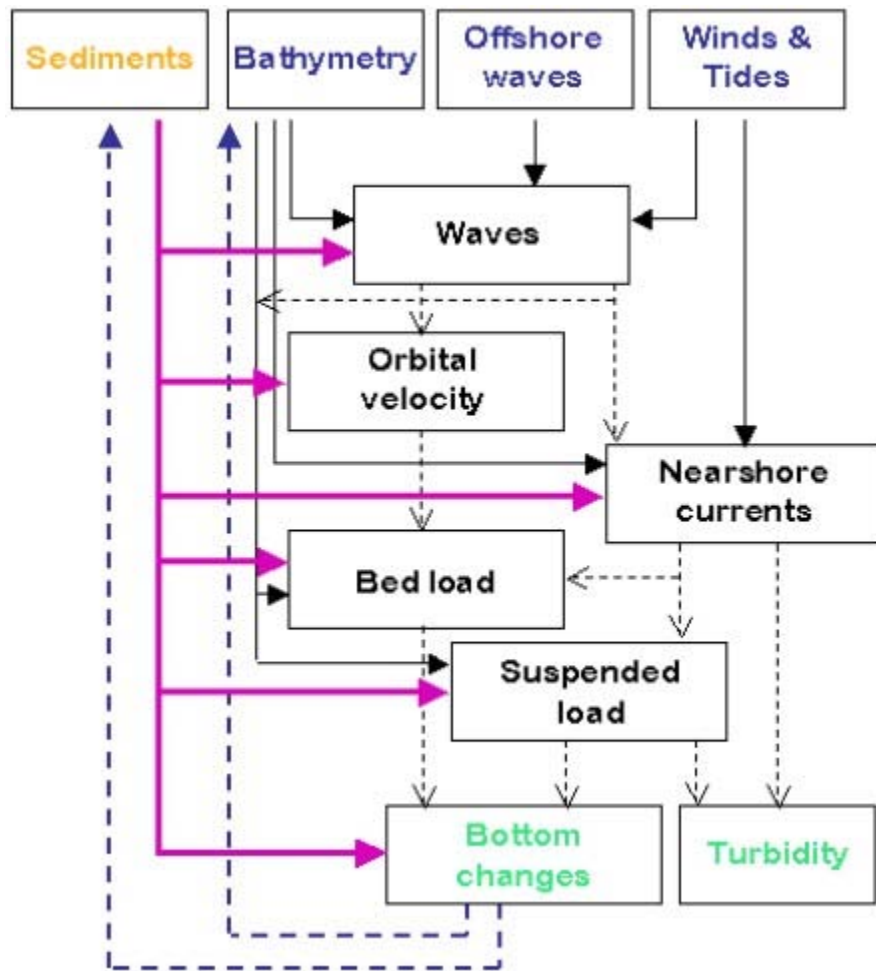 Sediments
Bathymetry
Offshore
waves
Winds &
Tides
Waves
Orbital
velocity
Nearshore
currents
Bed load
Suspended
load
Bottom
changes
Turbidity